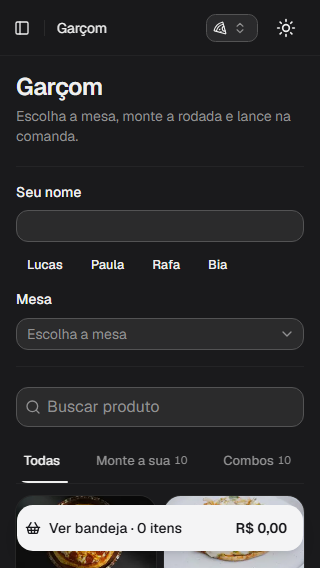 Garçom
Garçom
Escolha a mesa, monte a rodada e lance na
comanda.
Seu nome
Lucas Paula Rafa Bia
Mesa
Escolha a mesa
Buscar produto
Todas Monte a sua 10 Combos 10
Ver bandeja · 0 itens R$ 0,00